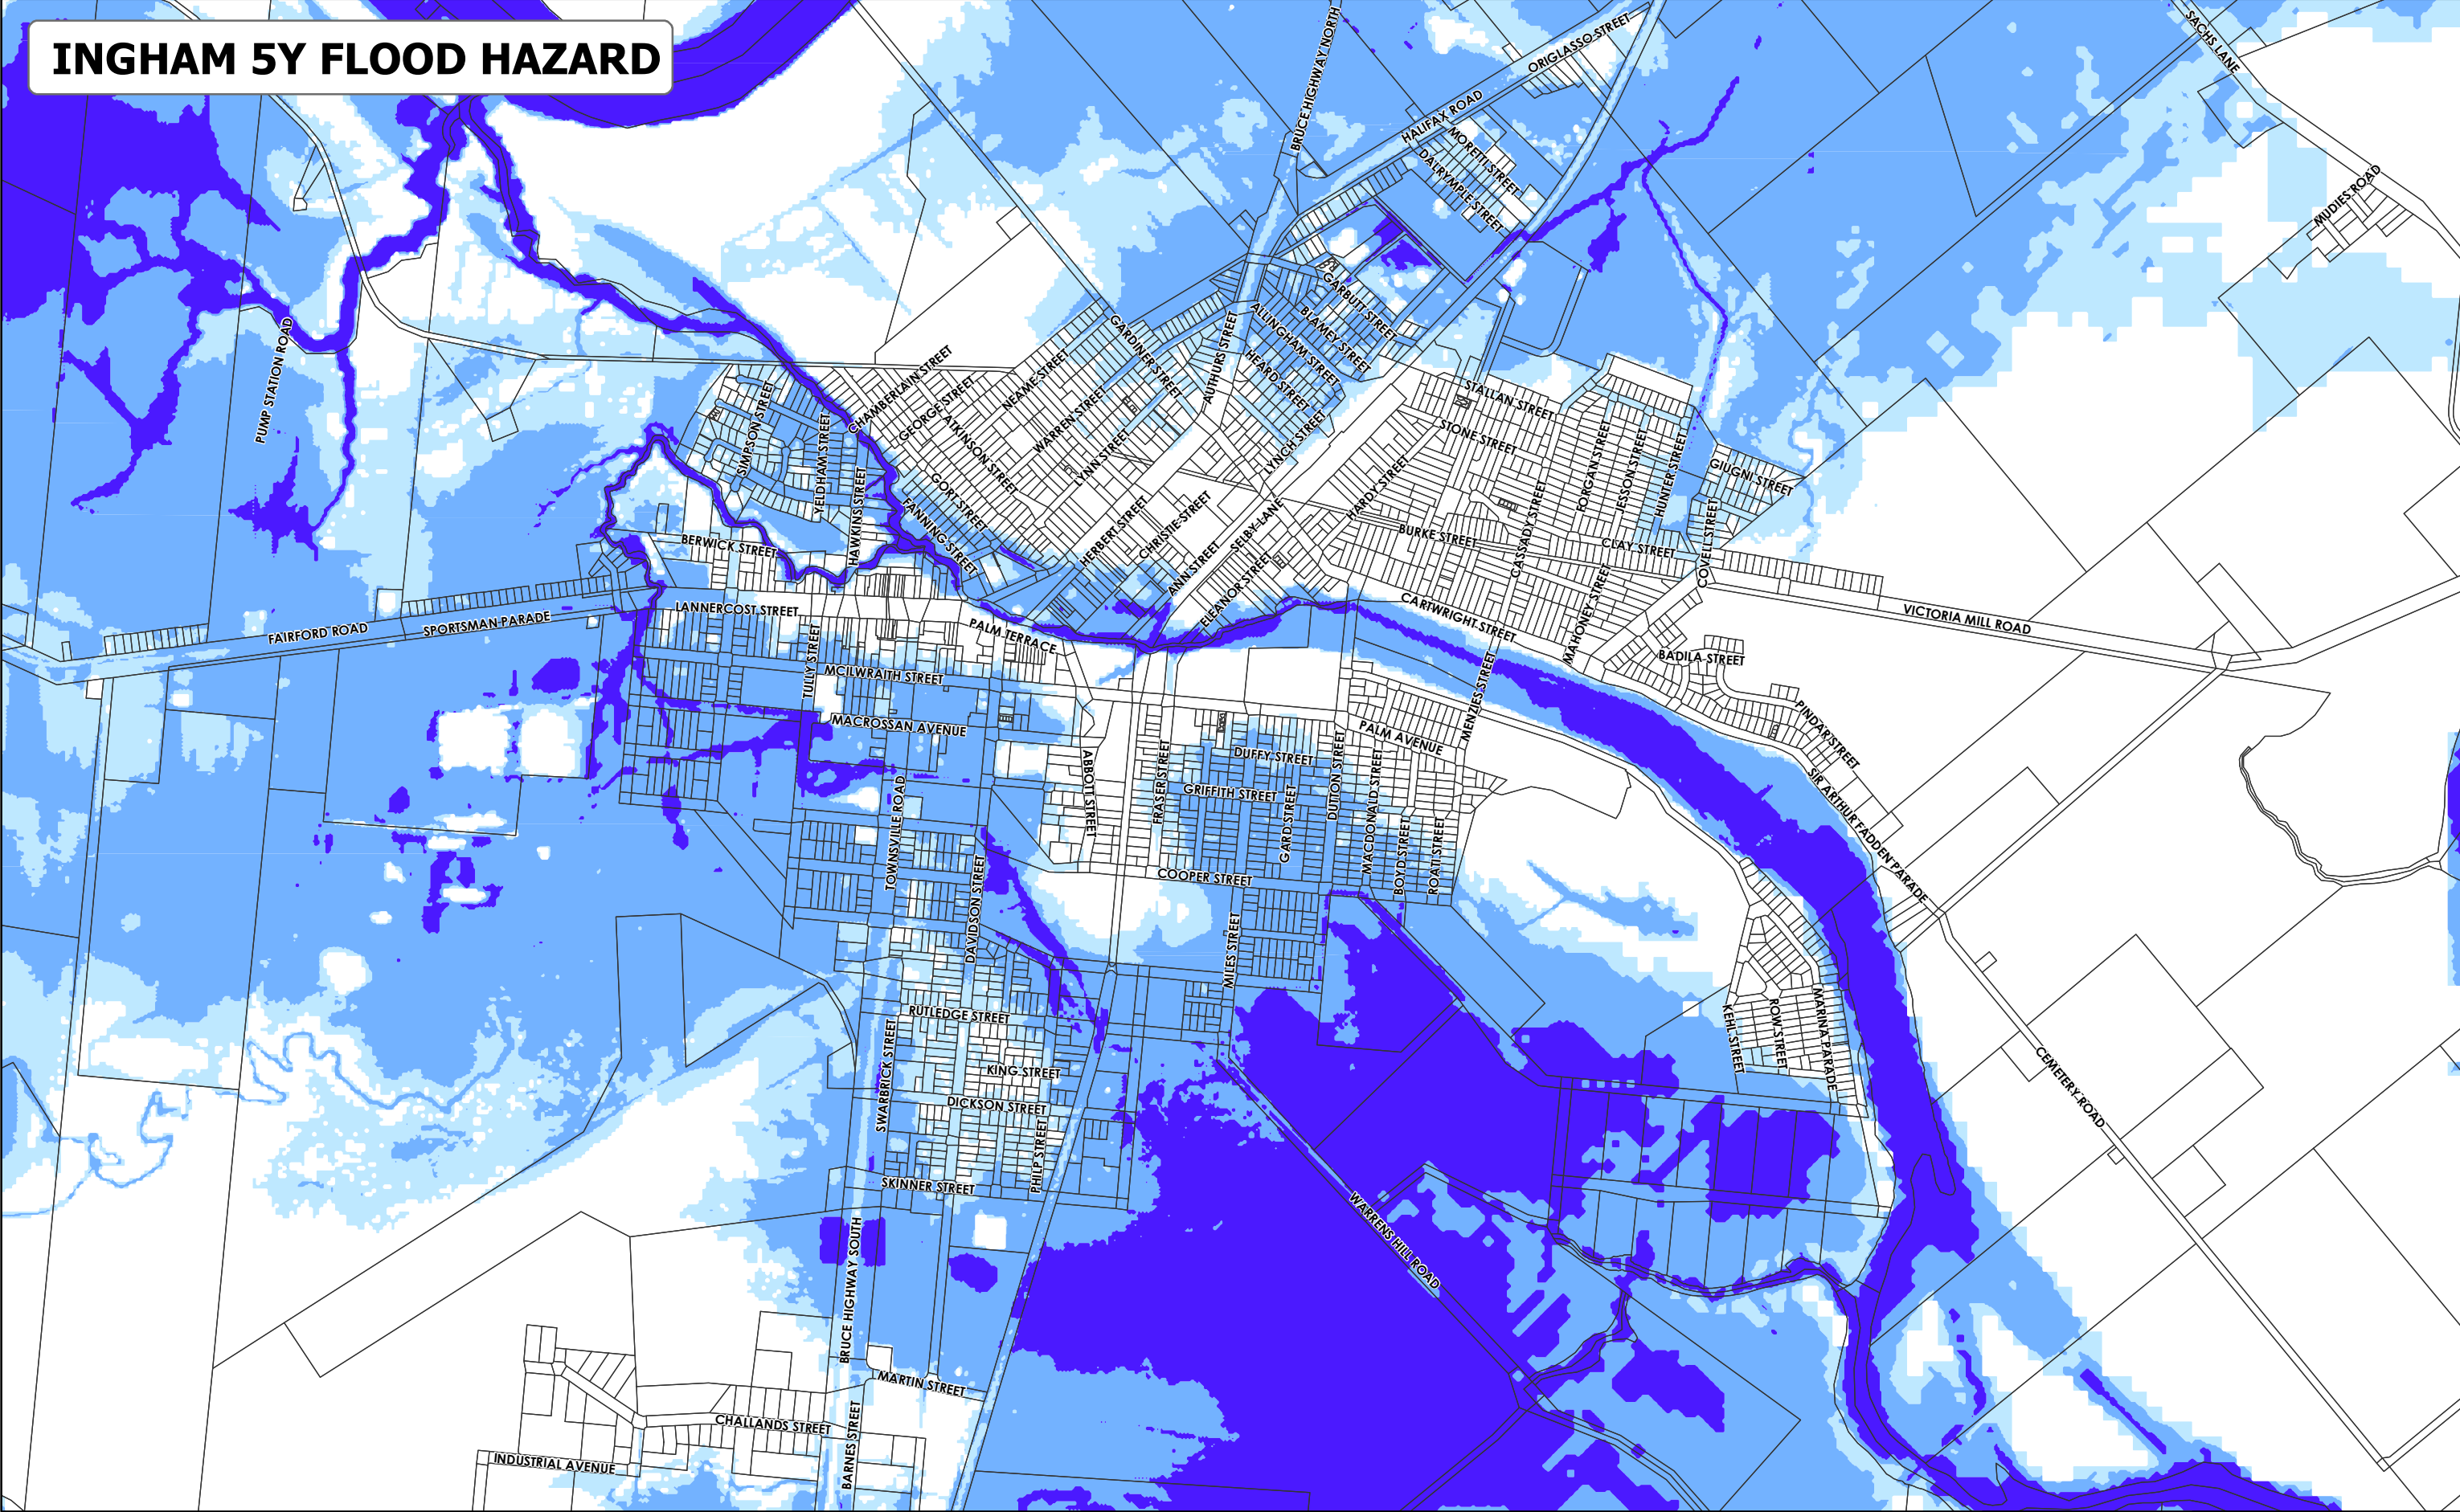 INGHAM 5Y FLOOD HAZARD
SACHS LANE
BRUCE HIGHWAY NORTH
ORIGLASSO STREET
HALIFAX ROAD
MORETTI STREET
DALRYMPLE STREET
MUDIES ROAD
GARBUTT STREET
BLAMEY STREET
ALLINGHAM STREET
HEARD STREET
GARDINER STREET
AUTHURS STREET
PUMP STATION ROAD
CHAMBERLAIN STREET
GEORGE STREET
NEAME STREET
ATKINSON STREET
WARREN STREET
LYNN STREET
LYNCH STREET
STALLAN STREET
STONE STREET
SIMPSON STREET
YELDHAM STREET
HAWKINS STREET
GORT STREET
FANNING STREET
HERBERT STREET
CHRISTIE STREET
SELBY LANE
ANN STREET
ELEANOR STREET
HARDY STREET
BURKE STREET
CASSADY STREET
FORGAN STREET
JESSON STREET
HUNTER STREET
GIUGNI STREET
COVELL STREET
CLAY STREET
BERWICK STREET
LANNERCOST STREET
FAIRFORD ROAD
SPORTSMAN PARADE
PALM TERRACE
CARTWRIGHT STREET
MAHONEY STREET
VICTORIA MILL ROAD
BADILA STREET
TULLY STREET
MCILWRAITH STREET
MACROSSAN AVENUE
MENZIES STREET
PALM AVENUE
PINDAR STREET
SIR ARTHUR FADDEN PARADE
ABBOTT STREET
FRASER STREET
DUFFY STREET
GRIFFITH STREET
GARD STREET
DUTTON STREET
MACDONALD STREET
BOYD STREET
ROATI STREET
TOWNSVILLE ROAD
DAVIDSON STREET
COOPER STREET
MILES STREET
RUTLEDGE STREET
KEHL STREET
ROW STREET
MARINA PARADE
CEMETERY ROAD
SWARBRICK STREET
KING STREET
DICKSON STREET
PHILP STREET
SKINNER STREET
WARRENS HILL ROAD
BRUCE HIGHWAY SOUTH
MARTIN STREET
CHALLANDS STREET
BARNES STREET
INDUSTRIAL AVENUE